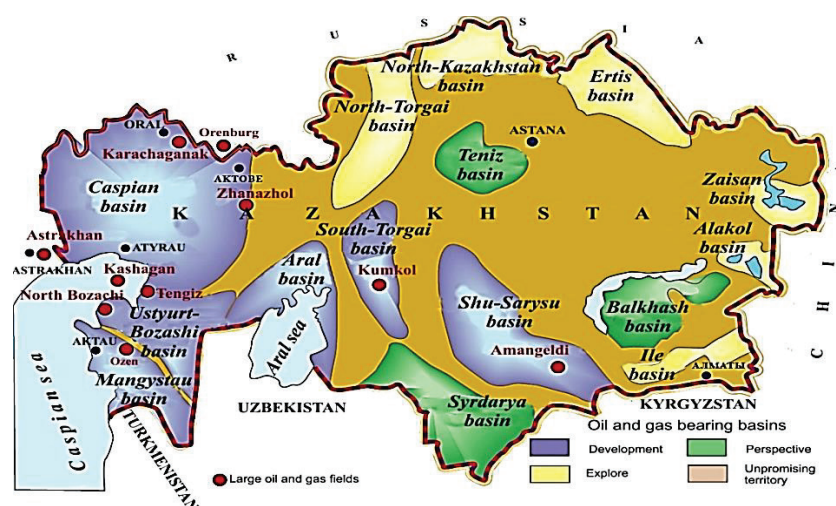 R U S S I A
North-Kazakhstan
basin
Ertis
basin
North-Torgai
basin
ORAL
Orenburg
Karachaganak
ASTANA
Teniz
basin
AKTOBE
Zhanazhol
Caspian
basin
Zaisan
basin
K A Z A K H S T A N
Alakol
basin
South-Torgai
basin
Astrakhan
ASTRAKHAN
ATYRAU
Aral
basin
Kashagan
Kumkol
North Bozachi
Tengiz
Shu-Sarysu
basin
Balkhash
basin
Ustyurt-
Bozashi
basin
Aral sea
AKTAU
Ozen
Amangeldi
Ile
basin
АЛМАТЫ
Mangystau
basin
Caspian sea
Syrdarya
basin
UZBEKISTAN
KYRGYZSTAN
C H I N
TURKMENISTAN
Oil and gas bearing basins
Development
Perspective
Explore
Unpromising
territory
Large oil and gas fields